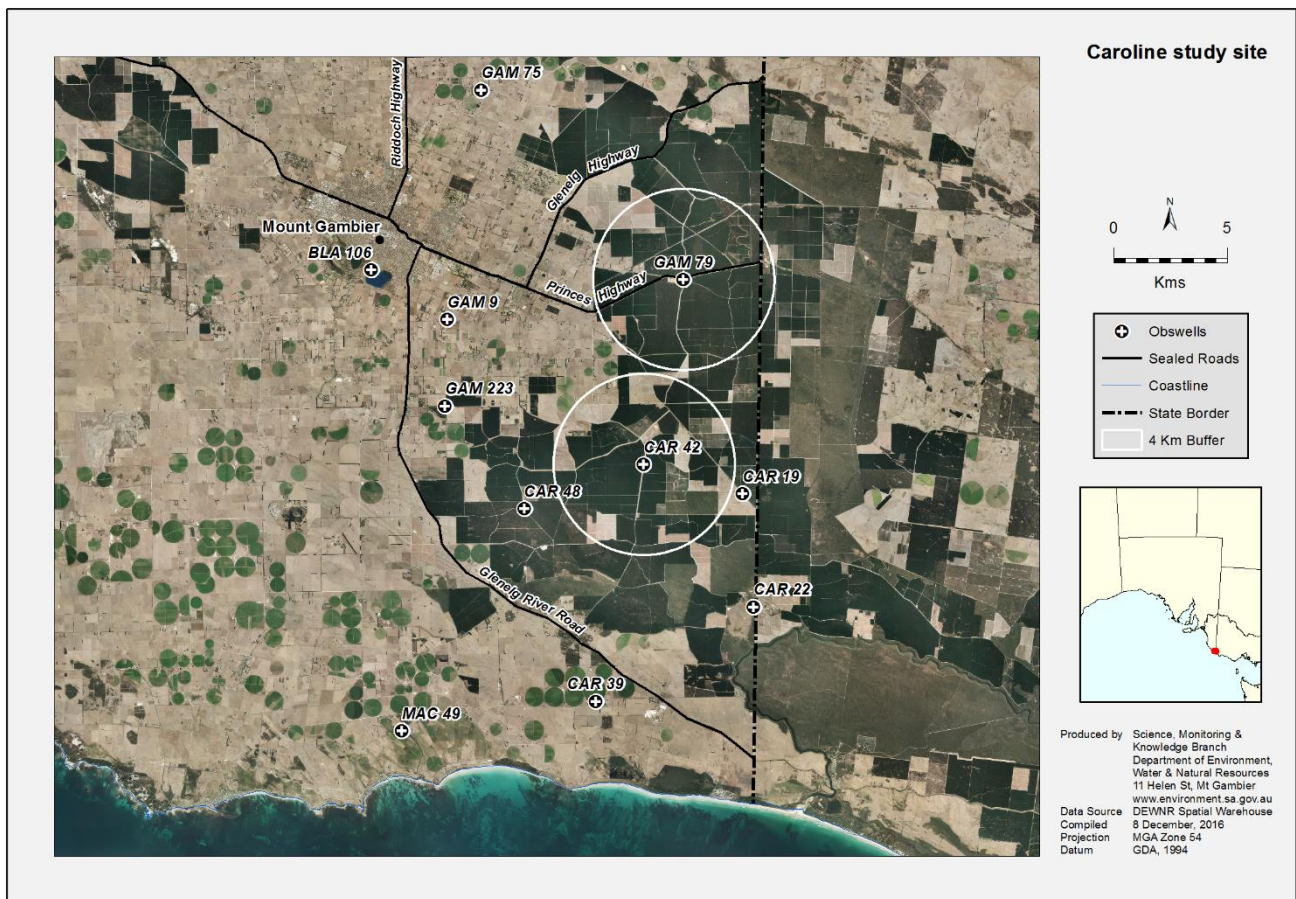 Caroline study site
GAM 75
Riddoch Highway
Glenelg Highway
Mount Gambier
BLA 106
GAM 79
Princes Highway
GAM 9
GAM 223
CAR 42
CAR 19
CAR 48
CAR 22
Glenelg River Road
CAR 39
MAC 49
N
0 5
Kms
Obswells
Sealed Roads
Coastline
State Border
4 Km Buffer
Produced by Science, Monitoring &
Knowledge Branch
Department of Environment,
Water & Natural Resources
11 Helen St, Mt Gambier
www.environment.sa.gov.au
Data Source DEWNR Spatial Warehouse
Compiled 8 December, 2016
Projection MGA Zone 54
Datum GDA, 1994